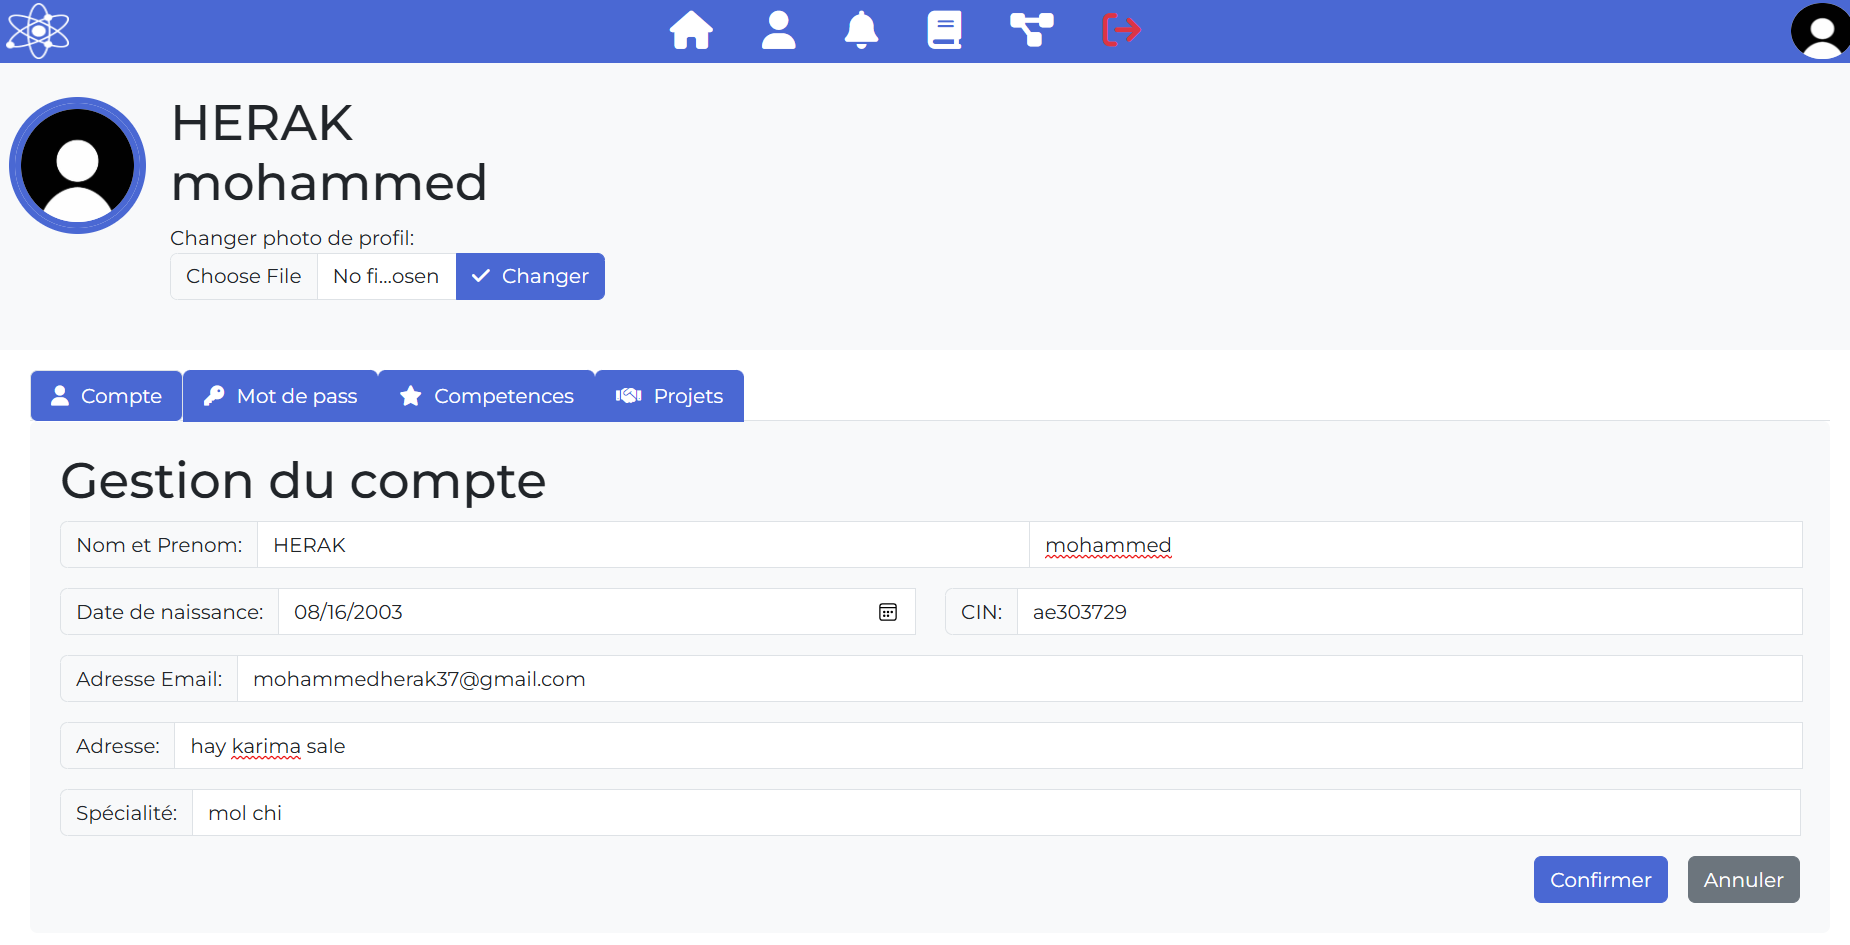 HERAK
mohammed
Changer photo de profil:
Choose File No fi...osen Changer
Compte Mot de pass Competences Projets
Gestion du compte
Nom et Prenom: HERAK mohammed
Date de naissance: 08/16/2003 CIN: ae303729
Adresse Email: mohammedherak37@gmail.com
Adresse: hay karima sale
Spécialité: mol chi
Confirmer Annuler